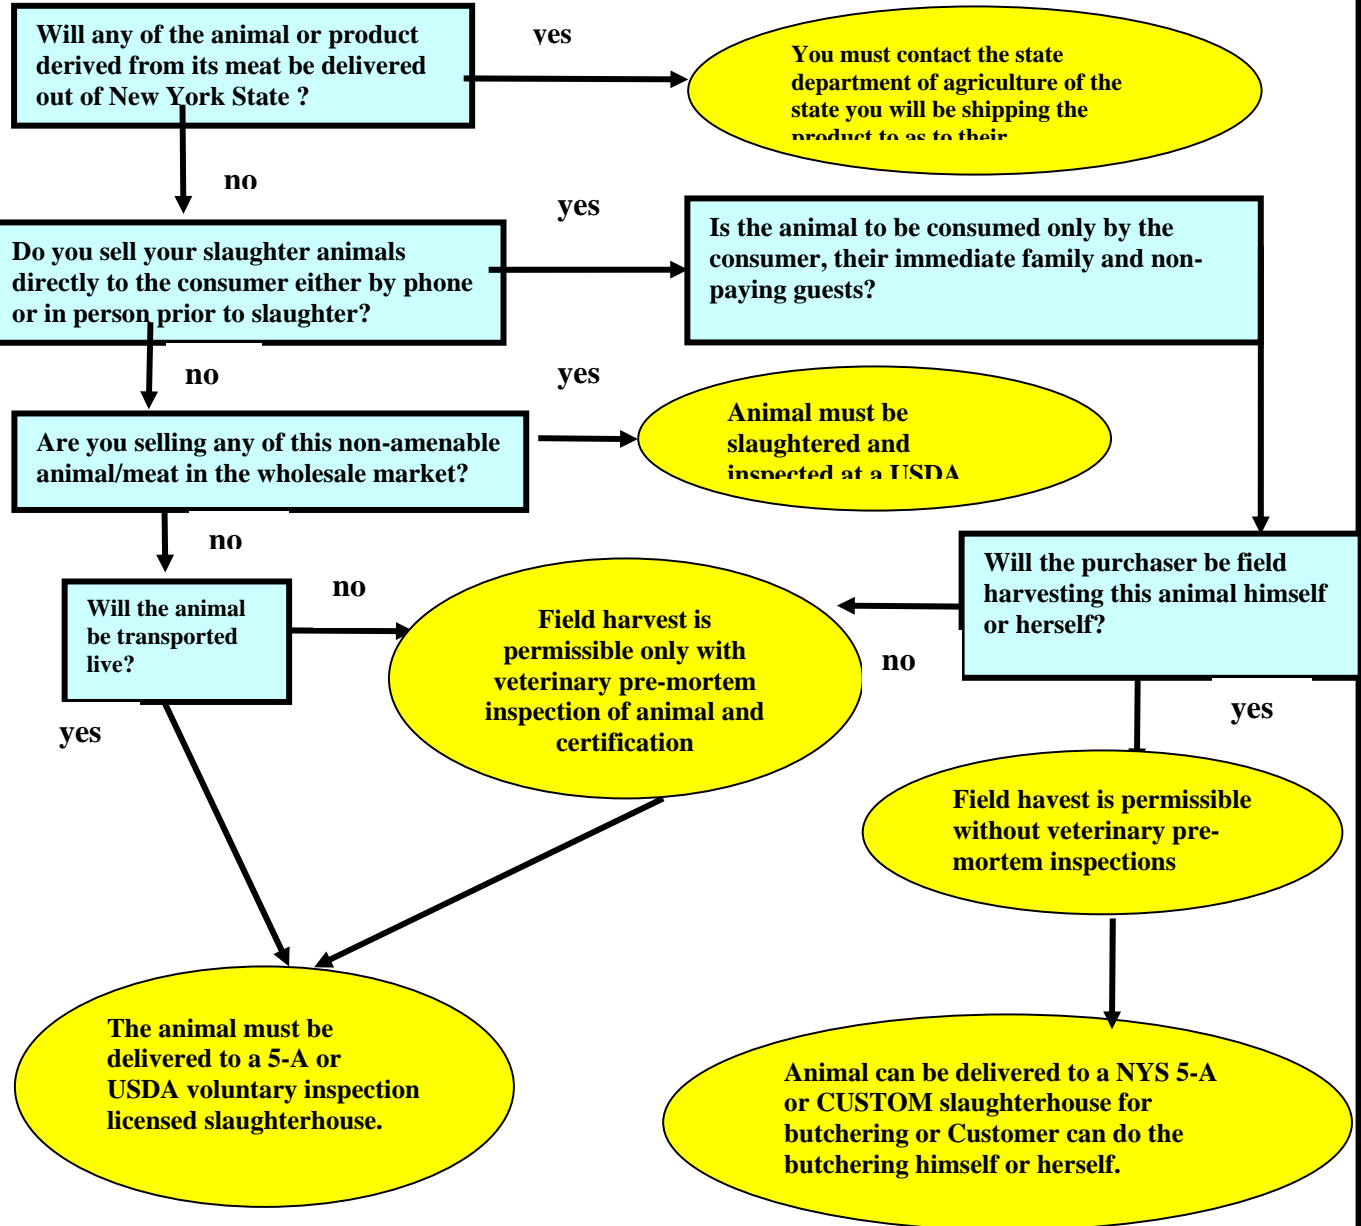 Will any of the animal or product
derived from its meat be delivered
out of New York State ?
yes
You must contact the state
department of agriculture of the
state you will be shipping the
product to as to their
no
yes
Do you sell your slaughter animals
directly to the consumer either by phone
or in person prior to slaughter?
Is the animal to be consumed only by the
consumer, their immediate family and non-
paying guests?
no
yes
Are you selling any of this non-amenable
animal/meat in the wholesale market?
Animal must be
slaughtered and
inspected at a USDA
no
Will the animal
be transported
live?
no
Field harvest is
permissible only with
veterinary pre-mortem
inspection of animal and
certification
Will the purchaser be field
harvesting this animal himself
or herself?
no
yes
yes
Field havest is permissible
without veterinary pre-
mortem inspections
The animal must be
delivered to a 5-A or
USDA voluntary inspection
licensed slaughterhouse.
Animal can be delivered to a NYS 5-A
or CUSTOM slaughterhouse for
butchering or Customer can do the
butchering himself or herself.